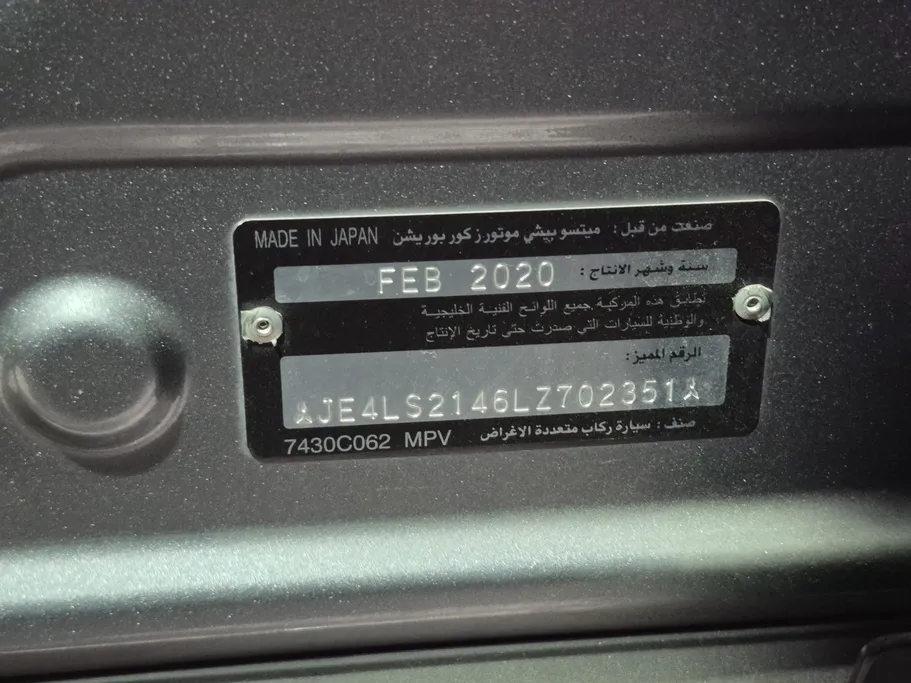 MADE IN JAPAN صنعت من قبل : ميتسوبيشي موتورز كوربوريشن
سنة وشهر الانتاج : FEB 2020
تطابق هذه المركبة جميع اللوائح الفنية الخليجية
والوطنية للسيارات التي صدرت حتى تاريخ الإنتاج
الرقم المميز:
JE4LS2146LZ702351
7430C062 MPV صنف : سيارة ركاب متعددة الاغراض